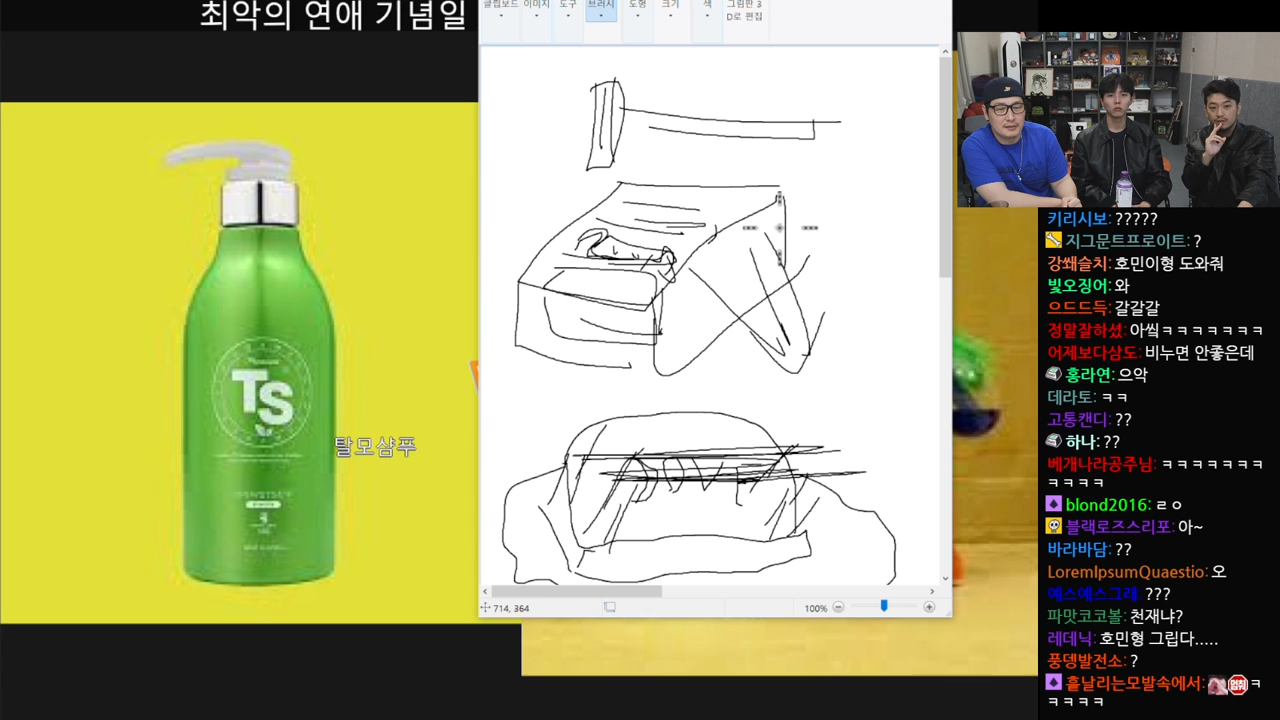 최악의 연애 기념일
클립보드
이미지
도구
브러시
도형
크기
색
그림판 3
D로 편집
TS
탈모샴푸
714, 364
100%
키리시보: ?????
지그문트프로이트: ?
강쐐슬치: 호민이형 도와줘
빛오징어: 와
으드드득: 갈갈갈
정말잘하셨: 아씤ㅋㅋㅋㅋㅋㅋㅋ
어제보다삼도: 비누면 안좋은데
홍라연: 으악
데라토: ㅋㅋ
고통캔디: ??
하나: ??
베개나라공주님: ㅋㅋㅋㅋㅋㅋㅋ
ㅋㅋㅋㅋ
blond2016: ㄹㅇ
블랙로즈스리포: 아~
바라바담: ??
LoremIpsumQuaestio: 오
예스예스그래: ???
파맛코코볼: 천재냐?
레데닉: 호민형 그립다.....
풍뎅발전소: ?
흩날리는모발속에서: 멈춰 ㅋ
ㅋㅋㅋㅋ